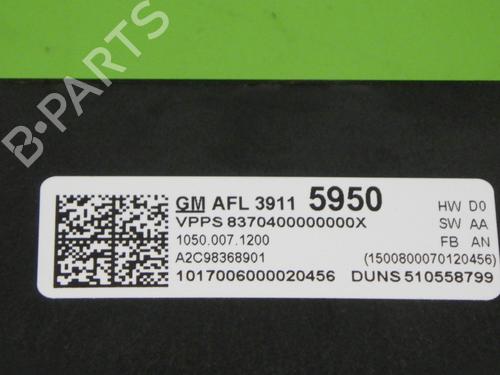 B-PARTS
GM AFL 3911 5950 HW D0
VPPS 8370400000000X SW AA
1050.007.1200 FB AN
A2C98368901 (1500800070120456)
1017006000020456 DUNS 510558799